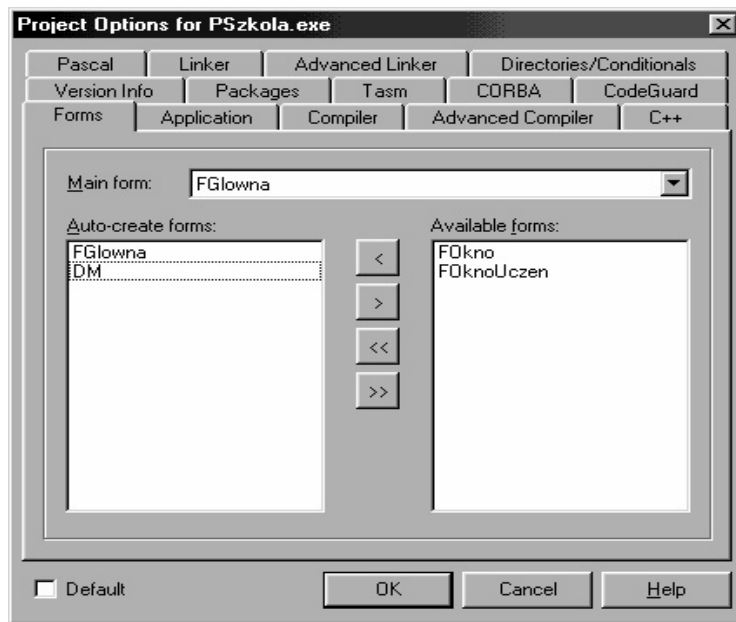 Project Options for PSzkola.exe
Pascal Linker Advanced Linker Directories/Conditionals
Version Info Packages Tasm CORBA CodeGuard
Forms Application Compiler Advanced Compiler C++
Main form: FGlowna
Auto-create forms:
FGlowna
DM
<
>
<<
>>
Available forms:
FOkno
FOknoUczen
Default OK Cancel Help